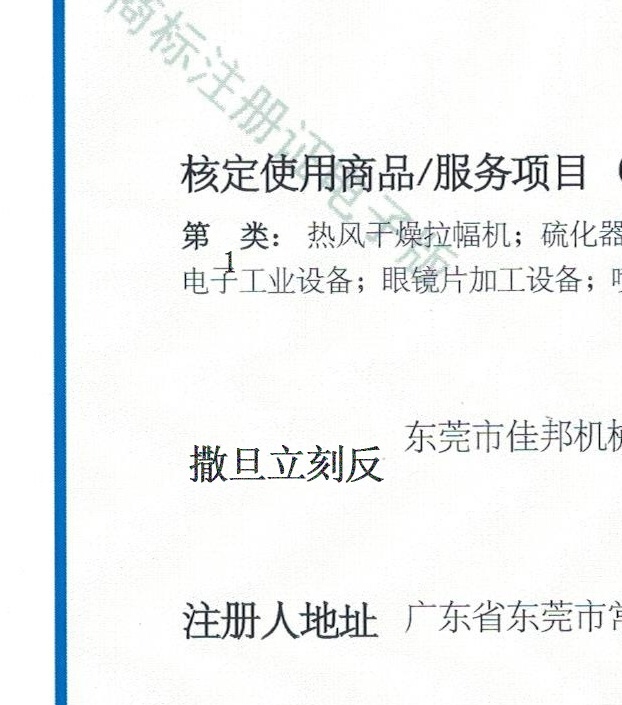 商标注册证电子版
核定使用商品/服务项目（
第 类： 热风干燥拉幅机；硫化器
1
电子工业设备；眼镜片加工设备；
撒旦立刻反
东莞市佳邦机械
注册人地址 广东省东莞市常